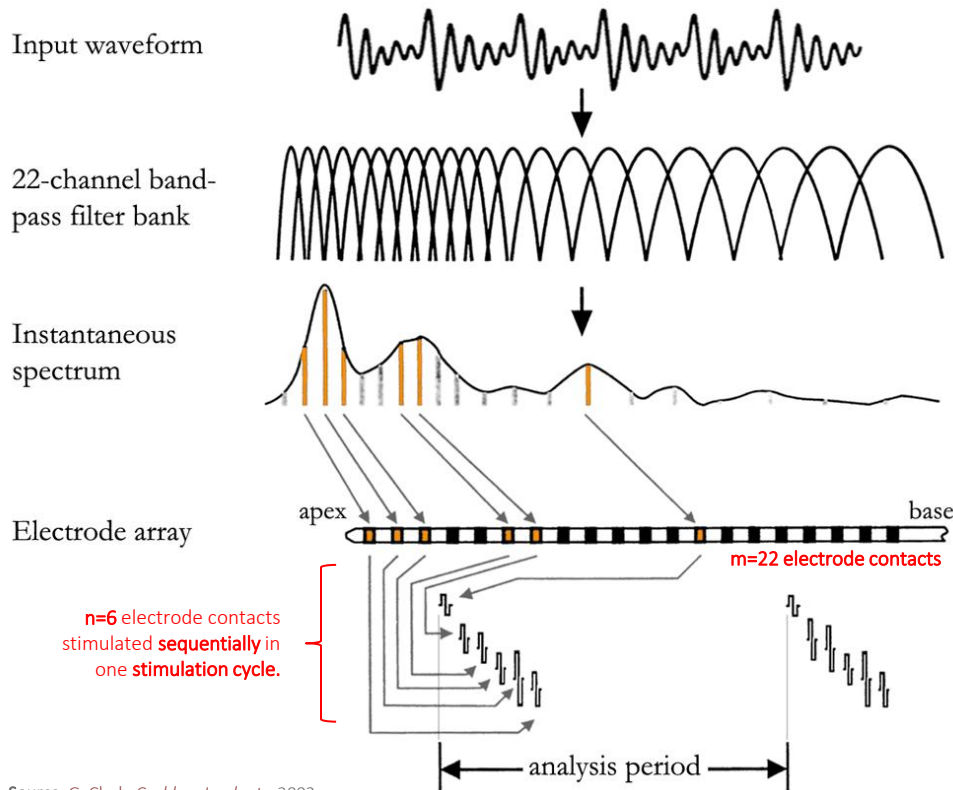 Input waveform
22-channel band-
pass filter bank
Instantaneous
spectrum
apex
base
Electrode array
m=22 electrode contacts
n=6 electrode contacts
stimulated sequentially in
one stimulation cycle.
analysis period